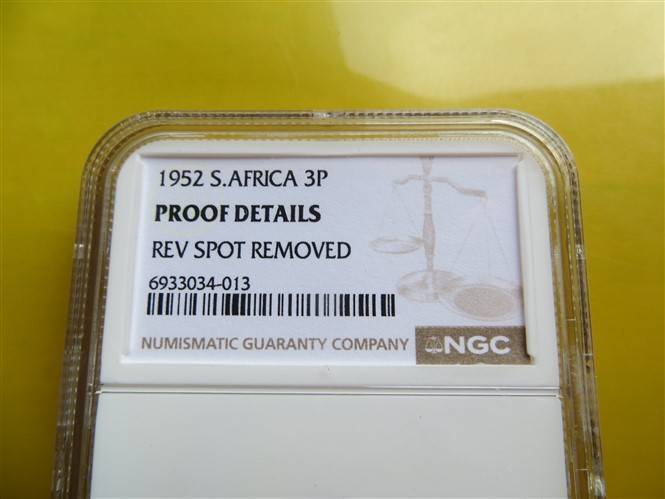 1952 S.AFRICA 3P
PROOF DETAILS
REV SPOT REMOVED
6933034-013
NUMISMATIC GUARANTY COMPANY NGC